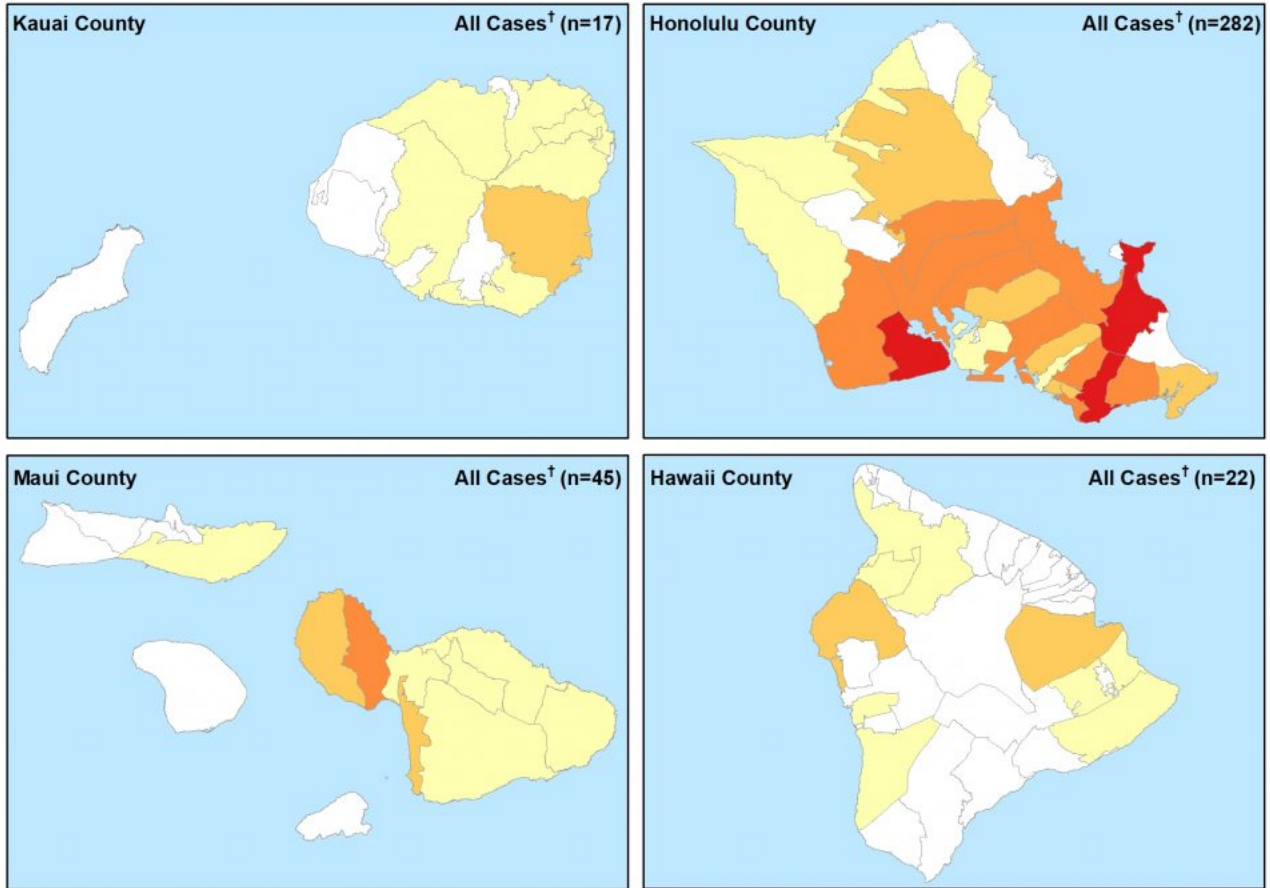 Kauai County
All Cases† (n=17)
Honolulu County
All Cases† (n=282)
Maui County
All Cases† (n=45)
Hawaii County
All Cases† (n=22)